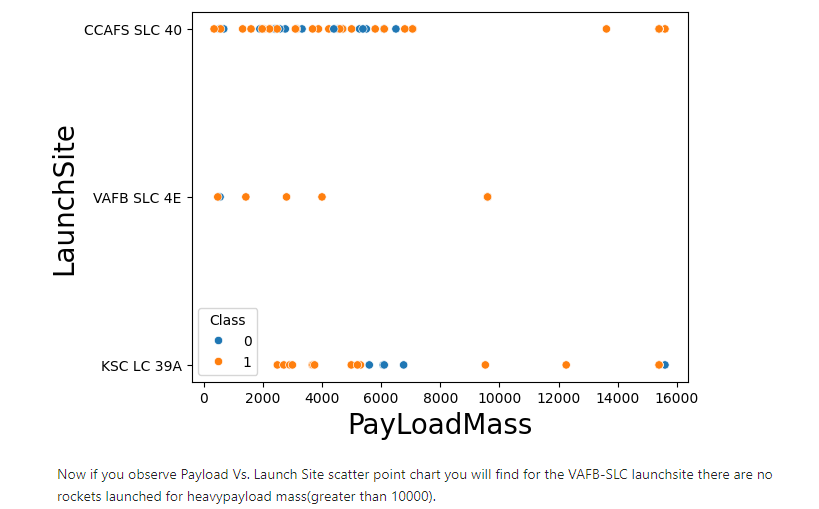 CCAFS SLC 40
VAFB SLC 4E
KSC LC 39A
LaunchSite
Class
0
1
0 2000 4000 6000 8000 10000 12000 14000 16000
PayLoadMass
Now if you observe Payload Vs. Launch Site scatter point chart you will find for the VAFB-SLC launchsite there are no
rockets launched for heavypayload mass(greater than 10000).